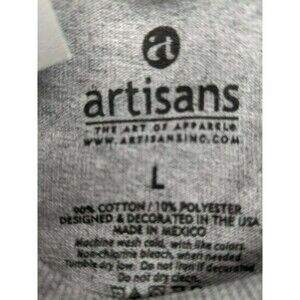 a
artisans
THE ART OF APPAREL®
WWW.ARTISANSINC.COM
L
90% COTTON / 10% POLYESTER
DESIGNED & DECORATED IN THE USA
MADE IN MEXICO
Machine wash cold, with like colors.
Non-chlorine bleach, when needed.
Tumble dry low. Do not iron if decorated.
Do not dry clean.